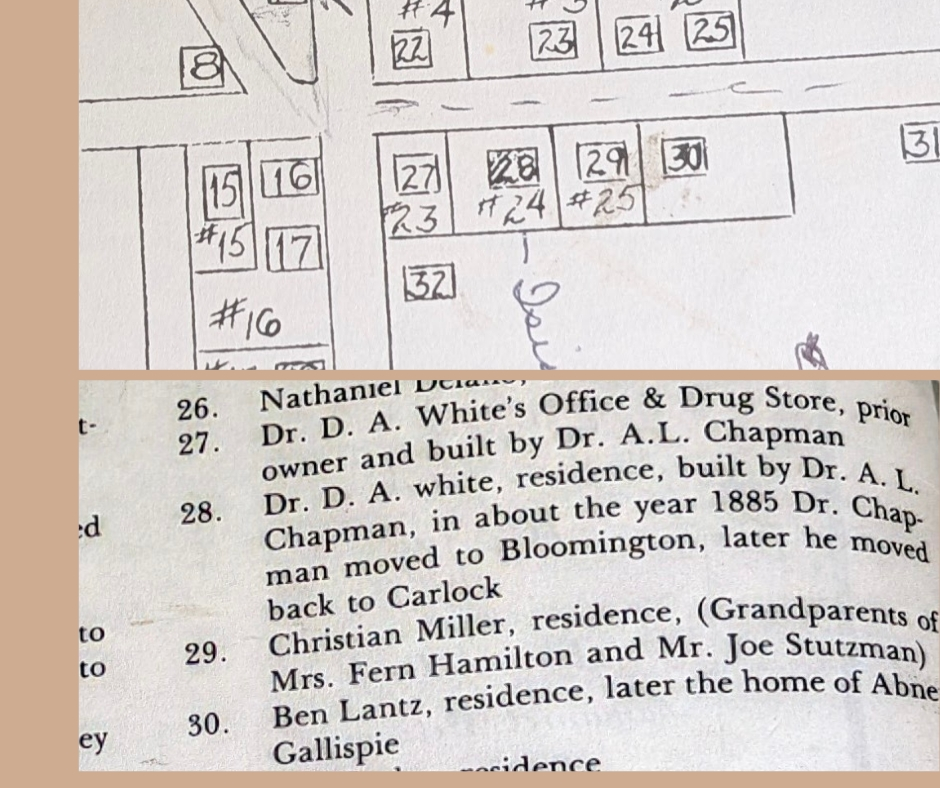 #4
22
23
24
25
8
15
16
27
28
29
30
31
#15
17
23
#24
#25
32
#16
26. Nathaniel
t-
27. Dr. D. A. White's Office & Drug Store, prior
owner and built by Dr. A.L. Chapman
28. Dr. D. A. white, residence, built by Dr. A. L.
ed
Chapman, in about the year 1885 Dr. Chap-
man moved to Bloomington, later he moved
back to Carlock
to
29. Christian Miller, residence, (Grandparents of
to
Mrs. Fern Hamilton and Mr. Joe Stutzman)
30. Ben Lantz, residence, later the home of Abne
ey
Gallispie
residence